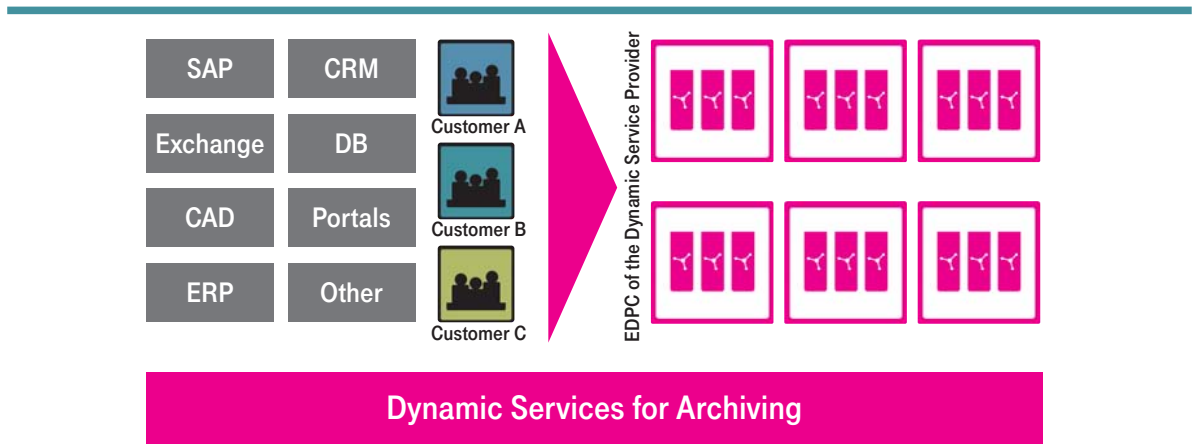 SAP
CRM
Exchange
DB
CAD
Portals
ERP
Other
Customer A
Customer B
Customer C
EDPC of the Dynamic Service Provider
Dynamic Services for Archiving